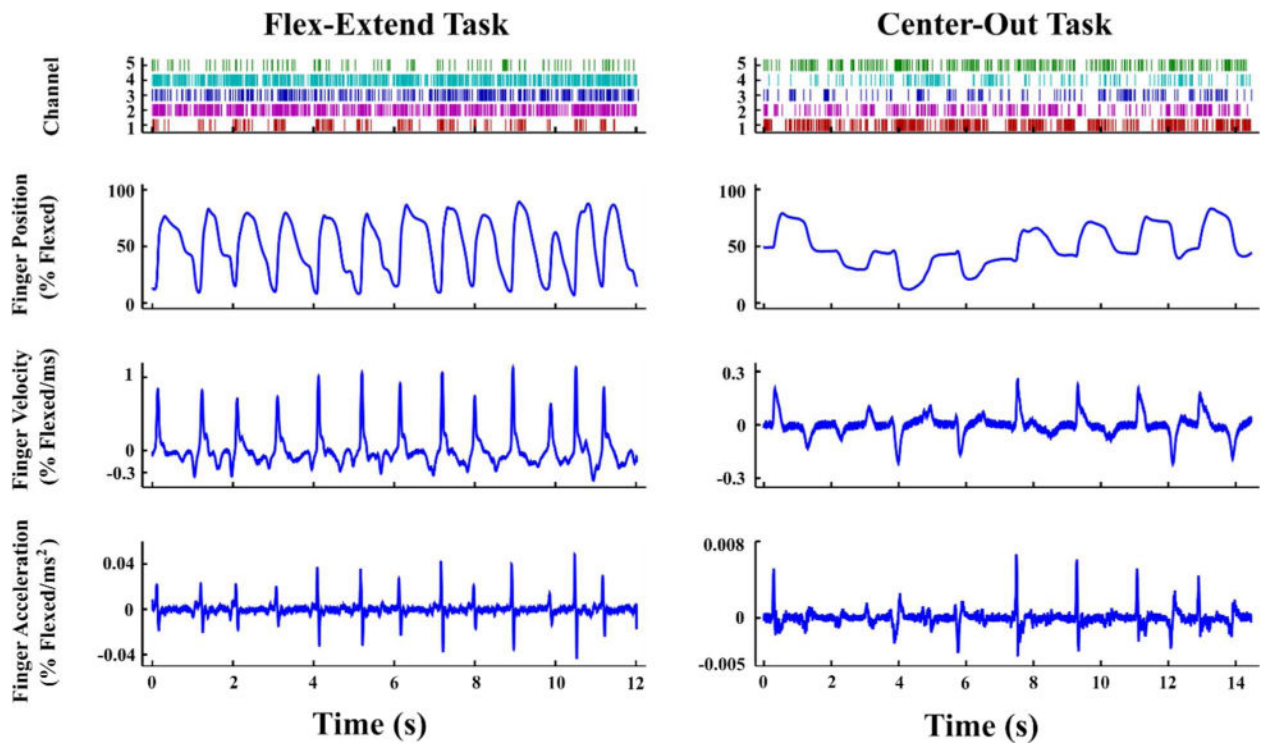 Flex-Extend Task
Channel
5
4
3
2
1
Finger Position
(% Flexed)
100
50
0
Finger Velocity
(% Flexed/ms)
1
0
-0.3
Finger Acceleration
(% Flexed/ms²)
0.04
0
-0.04
0 2 4 6 8 10 12
Time (s)
Center-Out Task
5
4
3
2
1
100
50
0
0.3
0
-0.3
0.008
0
-0.005
0 2 4 6 8 10 12 14
Time (s)